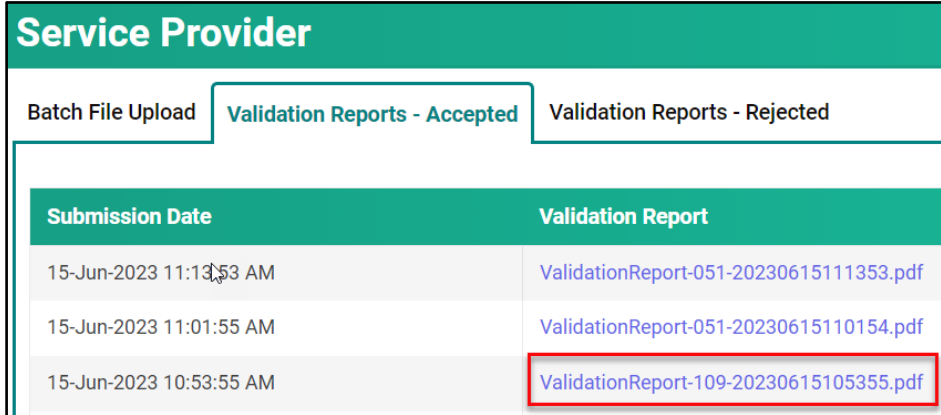 Service Provider
Batch File Upload Validation Reports - Accepted Validation Reports - Rejected
Submission Date Validation Report
15-Jun-2023 11:13:53 AM ValidationReport-051-20230615111353.pdf
15-Jun-2023 11:01:55 AM ValidationReport-051-20230615110154.pdf
15-Jun-2023 10:53:55 AM ValidationReport-109-20230615105355.pdf